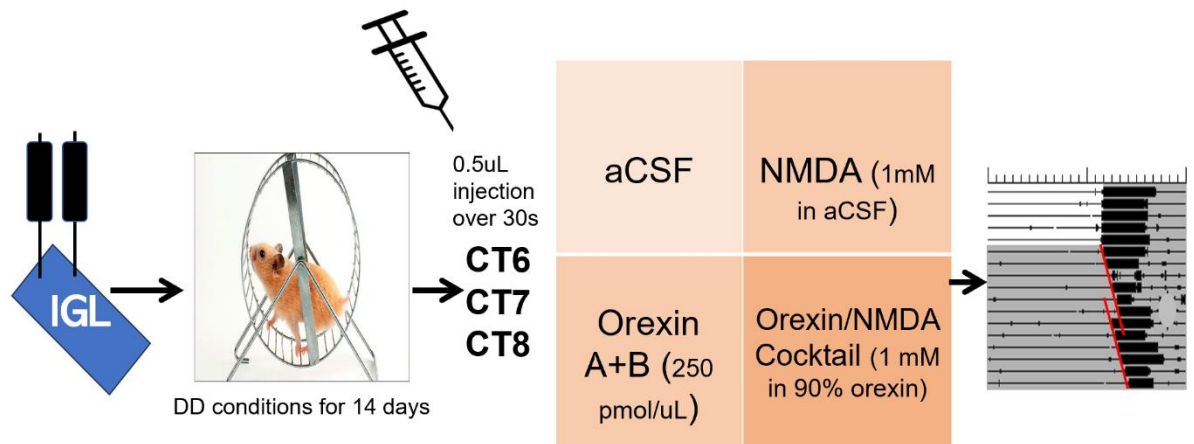 IGL
DD conditions for 14 days
0.5uL
injection
over 30s
CT6
CT7
CT8
aCSF
NMDA (1mM
in aCSF)
Orexin
A+B (250
pmol/uL)
Orexin/NMDA
Cocktail (1 mM
in 90% orexin)